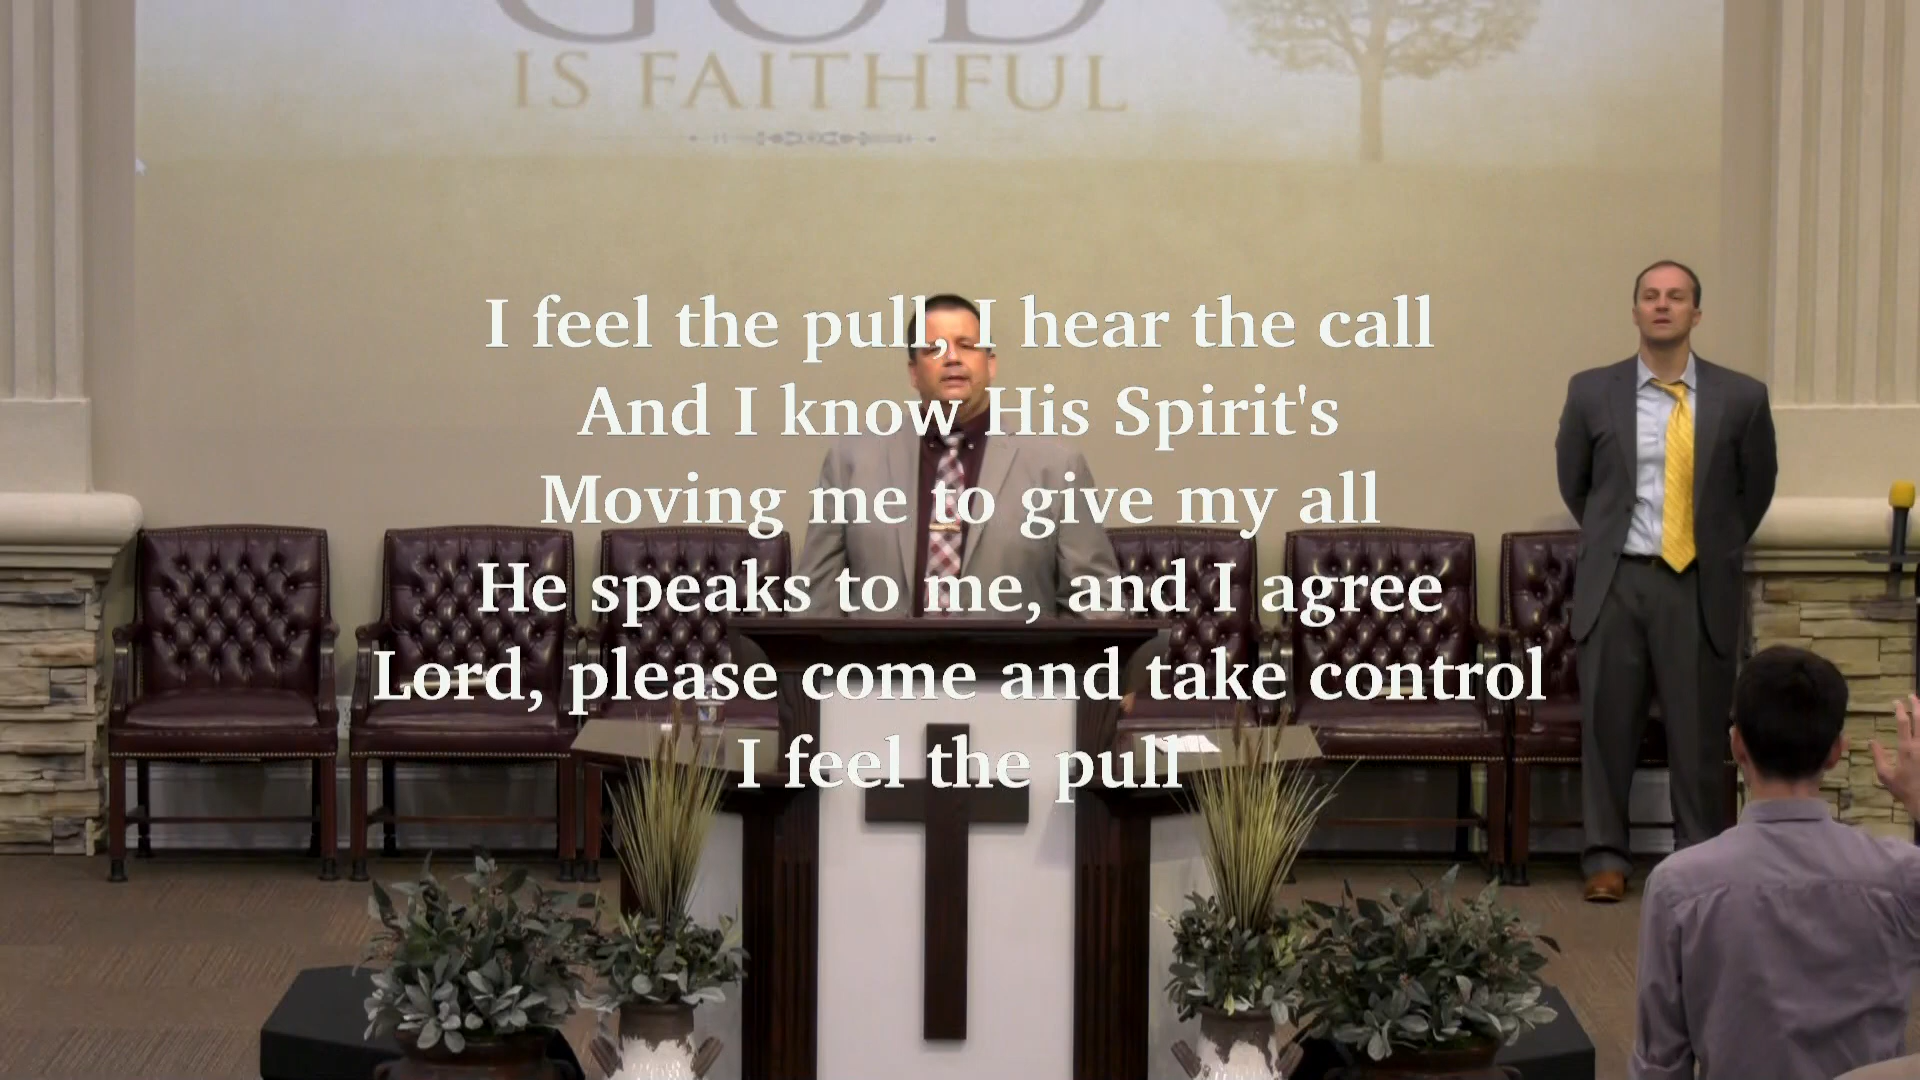 GOD
IS FAITHFUL
I feel the pull, I hear the call
And I know His Spirit's
Moving me to give my all
He speaks to me, and I agree
Lord, please come and take control
I feel the pull